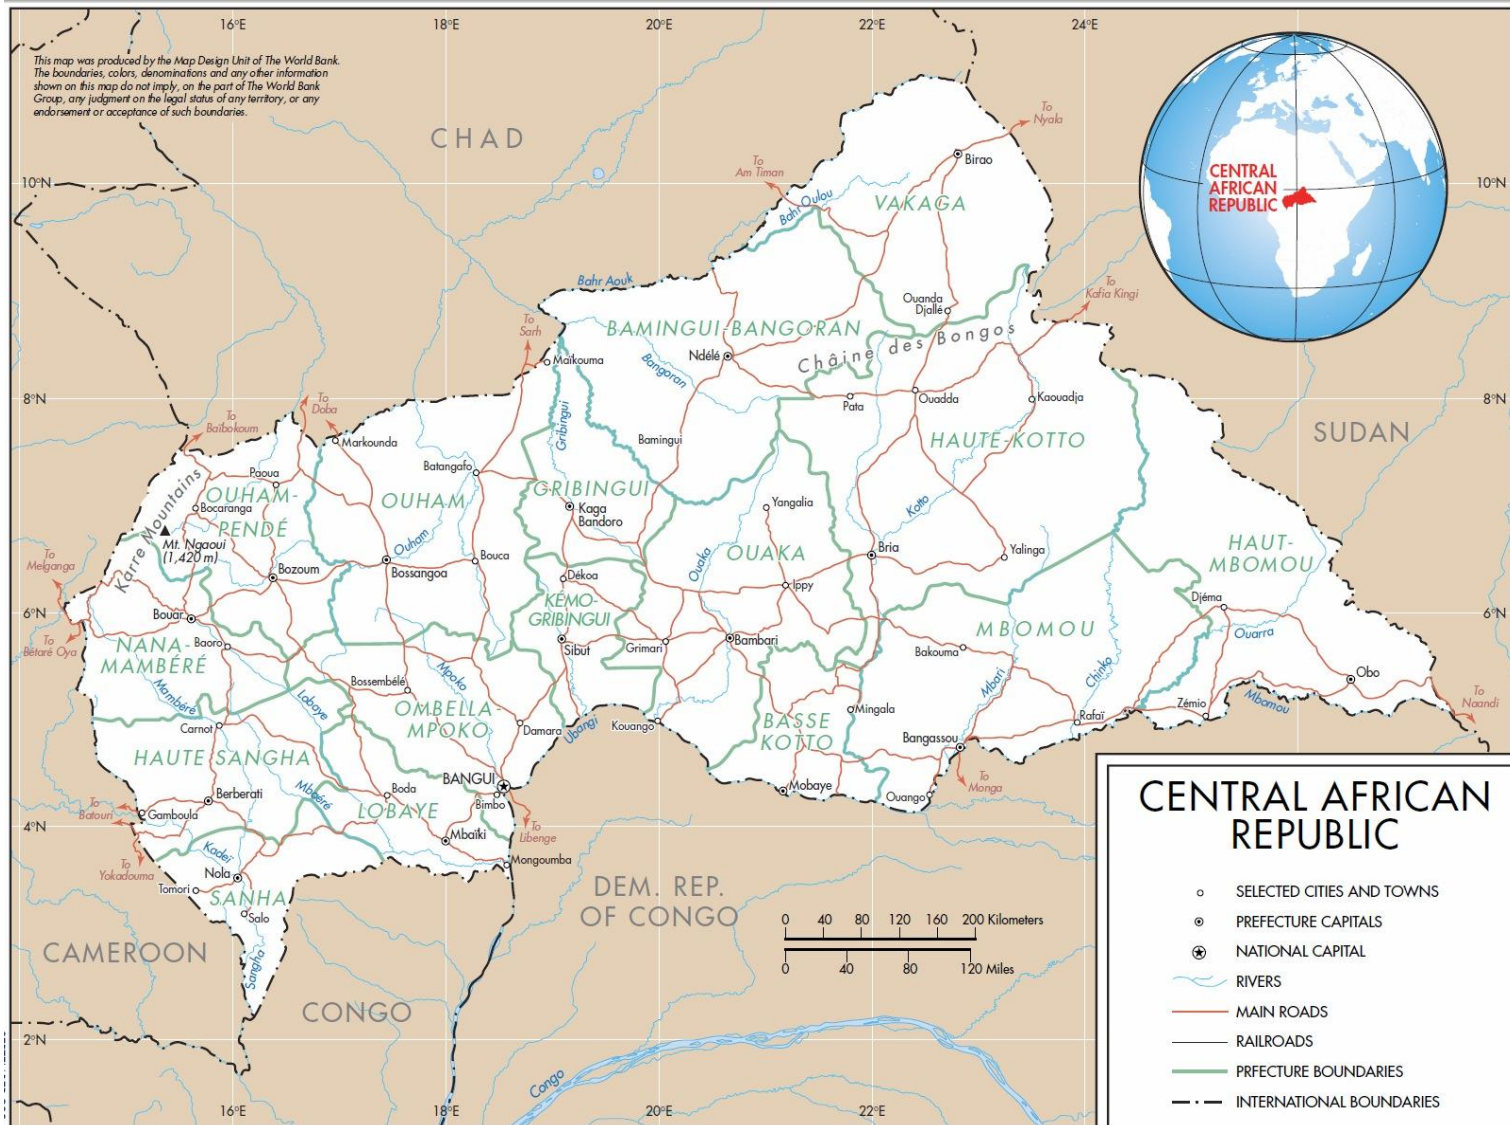 16°E
18°E
20°E
22°E
24°E
This map was produced by the Map Design Unit of The World Bank.
The boundaries, colors, denominations and any other information
shown on this map do not imply, on the part of The World Bank
Group, any judgment on the legal status of any territory, or any
endorsement or acceptance of such boundaries.
CHAD
To
Nyala
Birao
To
Am Timan
10°N
10°N
CENTRAL
AFRICAN
REPUBLIC
VAKAGA
Bahr Oulou
Bahr Aouk
To
Kafia Kingi
Ouanda
Djallé
To
Sarh
BAMINGUI-BANGORAN
Châine des Bongos
Ndélé
Maïkouma
Bangoran
8°N
8°N
To
Doba
To
Baïbokoum
Pata
Ouadda
Kaouadja
Gribingui
Markounda
Bamingui
HAUTE-KOTTO
SUDAN
Batangafo
Paoua
Karre Mountains
OUHAM-
PENDÉ
OUHAM
GRIBINGUI
Bocaranga
Kaga
Bandoro
Yangalia
Kotto
Mt. Ngaoui
(1,420 m)
Ouham
Bouca
Ouaka
OUAKA
Bria
Yalinga
HAUT-
MBOMOU
To
Melganga
Bozoum
Bossangoa
Dékoa
Ippy
Djéma
6°N
6°N
Bouar
KÉMO-
GRIBINGUI
MBOMOU
Ouarra
To
Bétaré Oya
NANA-
MAMBÉRÉ
Baoro
Sibut
Grimari
Bambari
Bakouma
Obo
Mpoko
Bossembélé
Mbari
Chinko
Mambéré
Lobaye
OMBELLA-
MPOKO
Damara
Ubangi
Kouango
BASSE
KOTTO
Mingala
Rafaï
Zémio
Mbomou
To
Naandi
Carnot
HAUTE SANGHA
Bangassou
BANGUI
Bimbo
Mobaye
Ouango
To
Monga
Berberati
Mbaéré
Boda
LOBAYE
To
Batouri
Gamboula
4°N
Mbaïki
To
Libenge
Kadeï
To
Yokadouma
Nola
Mongoumba
Tomori
SANHA
Salo
DEM. REP.
OF CONGO
CAMEROON
Sangha
CONGO
2°N
Congo
0 40 80 120 160 200 Kilometers
0 40 80 120 Miles
CENTRAL AFRICAN
REPUBLIC
SELECTED CITIES AND TOWNS
PREFECTURE CAPITALS
NATIONAL CAPITAL
RIVERS
MAIN ROADS
RAILROADS
PRFECTURE BOUNDARIES
INTERNATIONAL BOUNDARIES
16°E
18°E
20°E
22°E